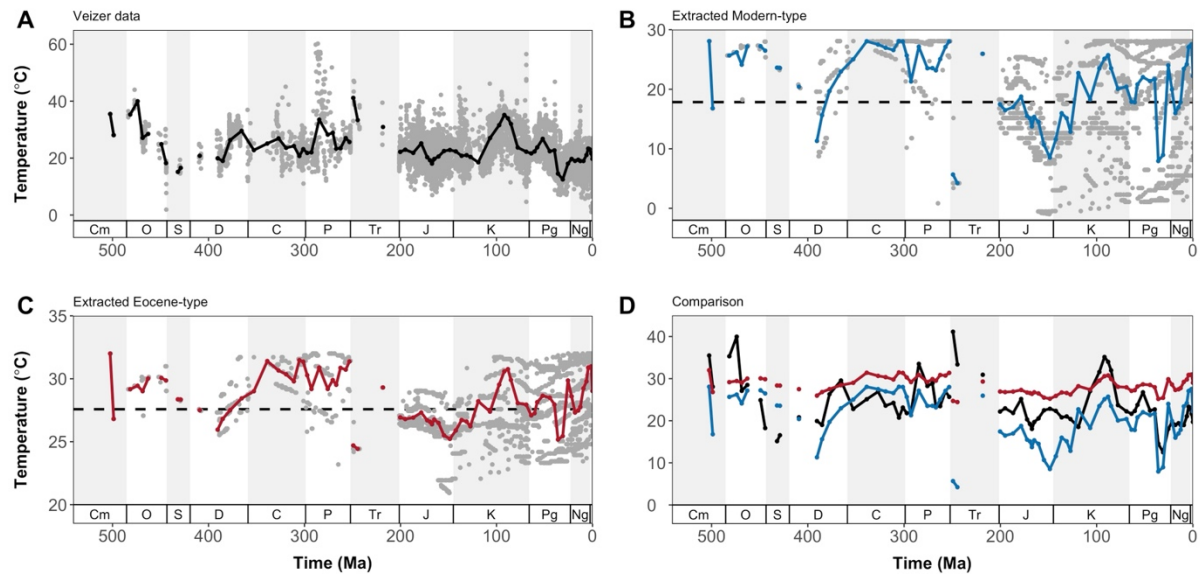 A Veizer data
Temperature (°C)
60
40
20
0
Cm O S D C P Tr J K Pg Ng
500 400 300 200 100 0
B Extracted Modern-type
30
20
10
0
Cm O S D C P Tr J K Pg Ng
500 400 300 200 100 0
C Extracted Eocene-type
Temperature (°C)
35
30
25
20
Cm O S D C P Tr J K Pg Ng
500 400 300 200 100 0
Time (Ma)
D Comparison
40
30
20
10
0
Cm O S D C P Tr J K Pg Ng
500 400 300 200 100 0
Time (Ma)